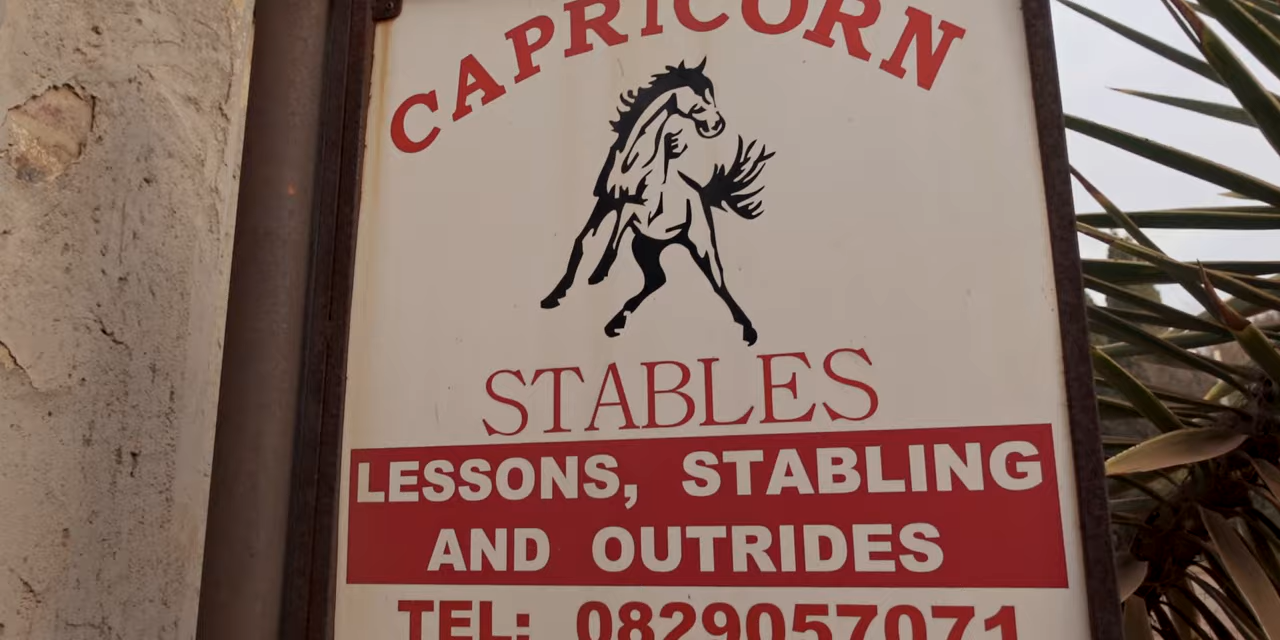 CAPRICORN
STABLES
LESSONS, STABLING
AND OUTRIDES
TEL: 0829057071